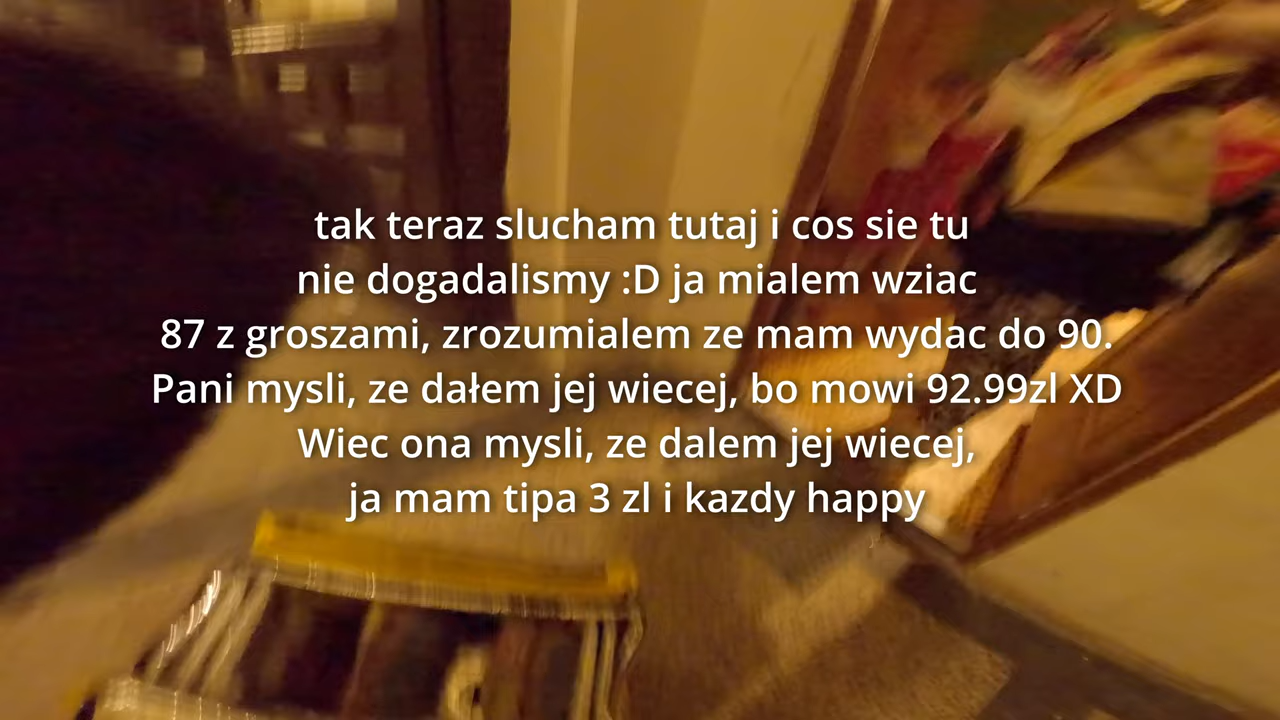 tak teraz slucham tutaj i cos sie tu
nie dogadalismy :D ja mialem wziac
87 z groszami, zrozumialem ze mam wydac do 90.
Pani mysli, ze dałem jej wiecej, bo mowi 92.99zl XD
Wiec ona mysli, ze dalem jej wiecej,
ja mam tipa 3 zl i kazdy happy